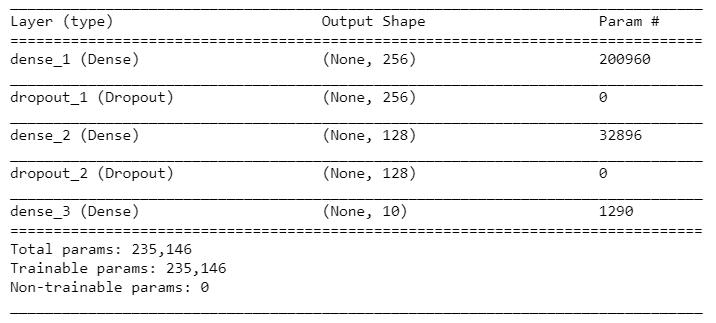 Layer (type) Output Shape Param #
dense_1 (Dense) (None, 256) 200960
dropout_1 (Dropout) (None, 256) 0
dense_2 (Dense) (None, 128) 32896
dropout_2 (Dropout) (None, 128) 0
dense_3 (Dense) (None, 10) 1290
Total params: 235,146
Trainable params: 235,146
Non-trainable params: 0